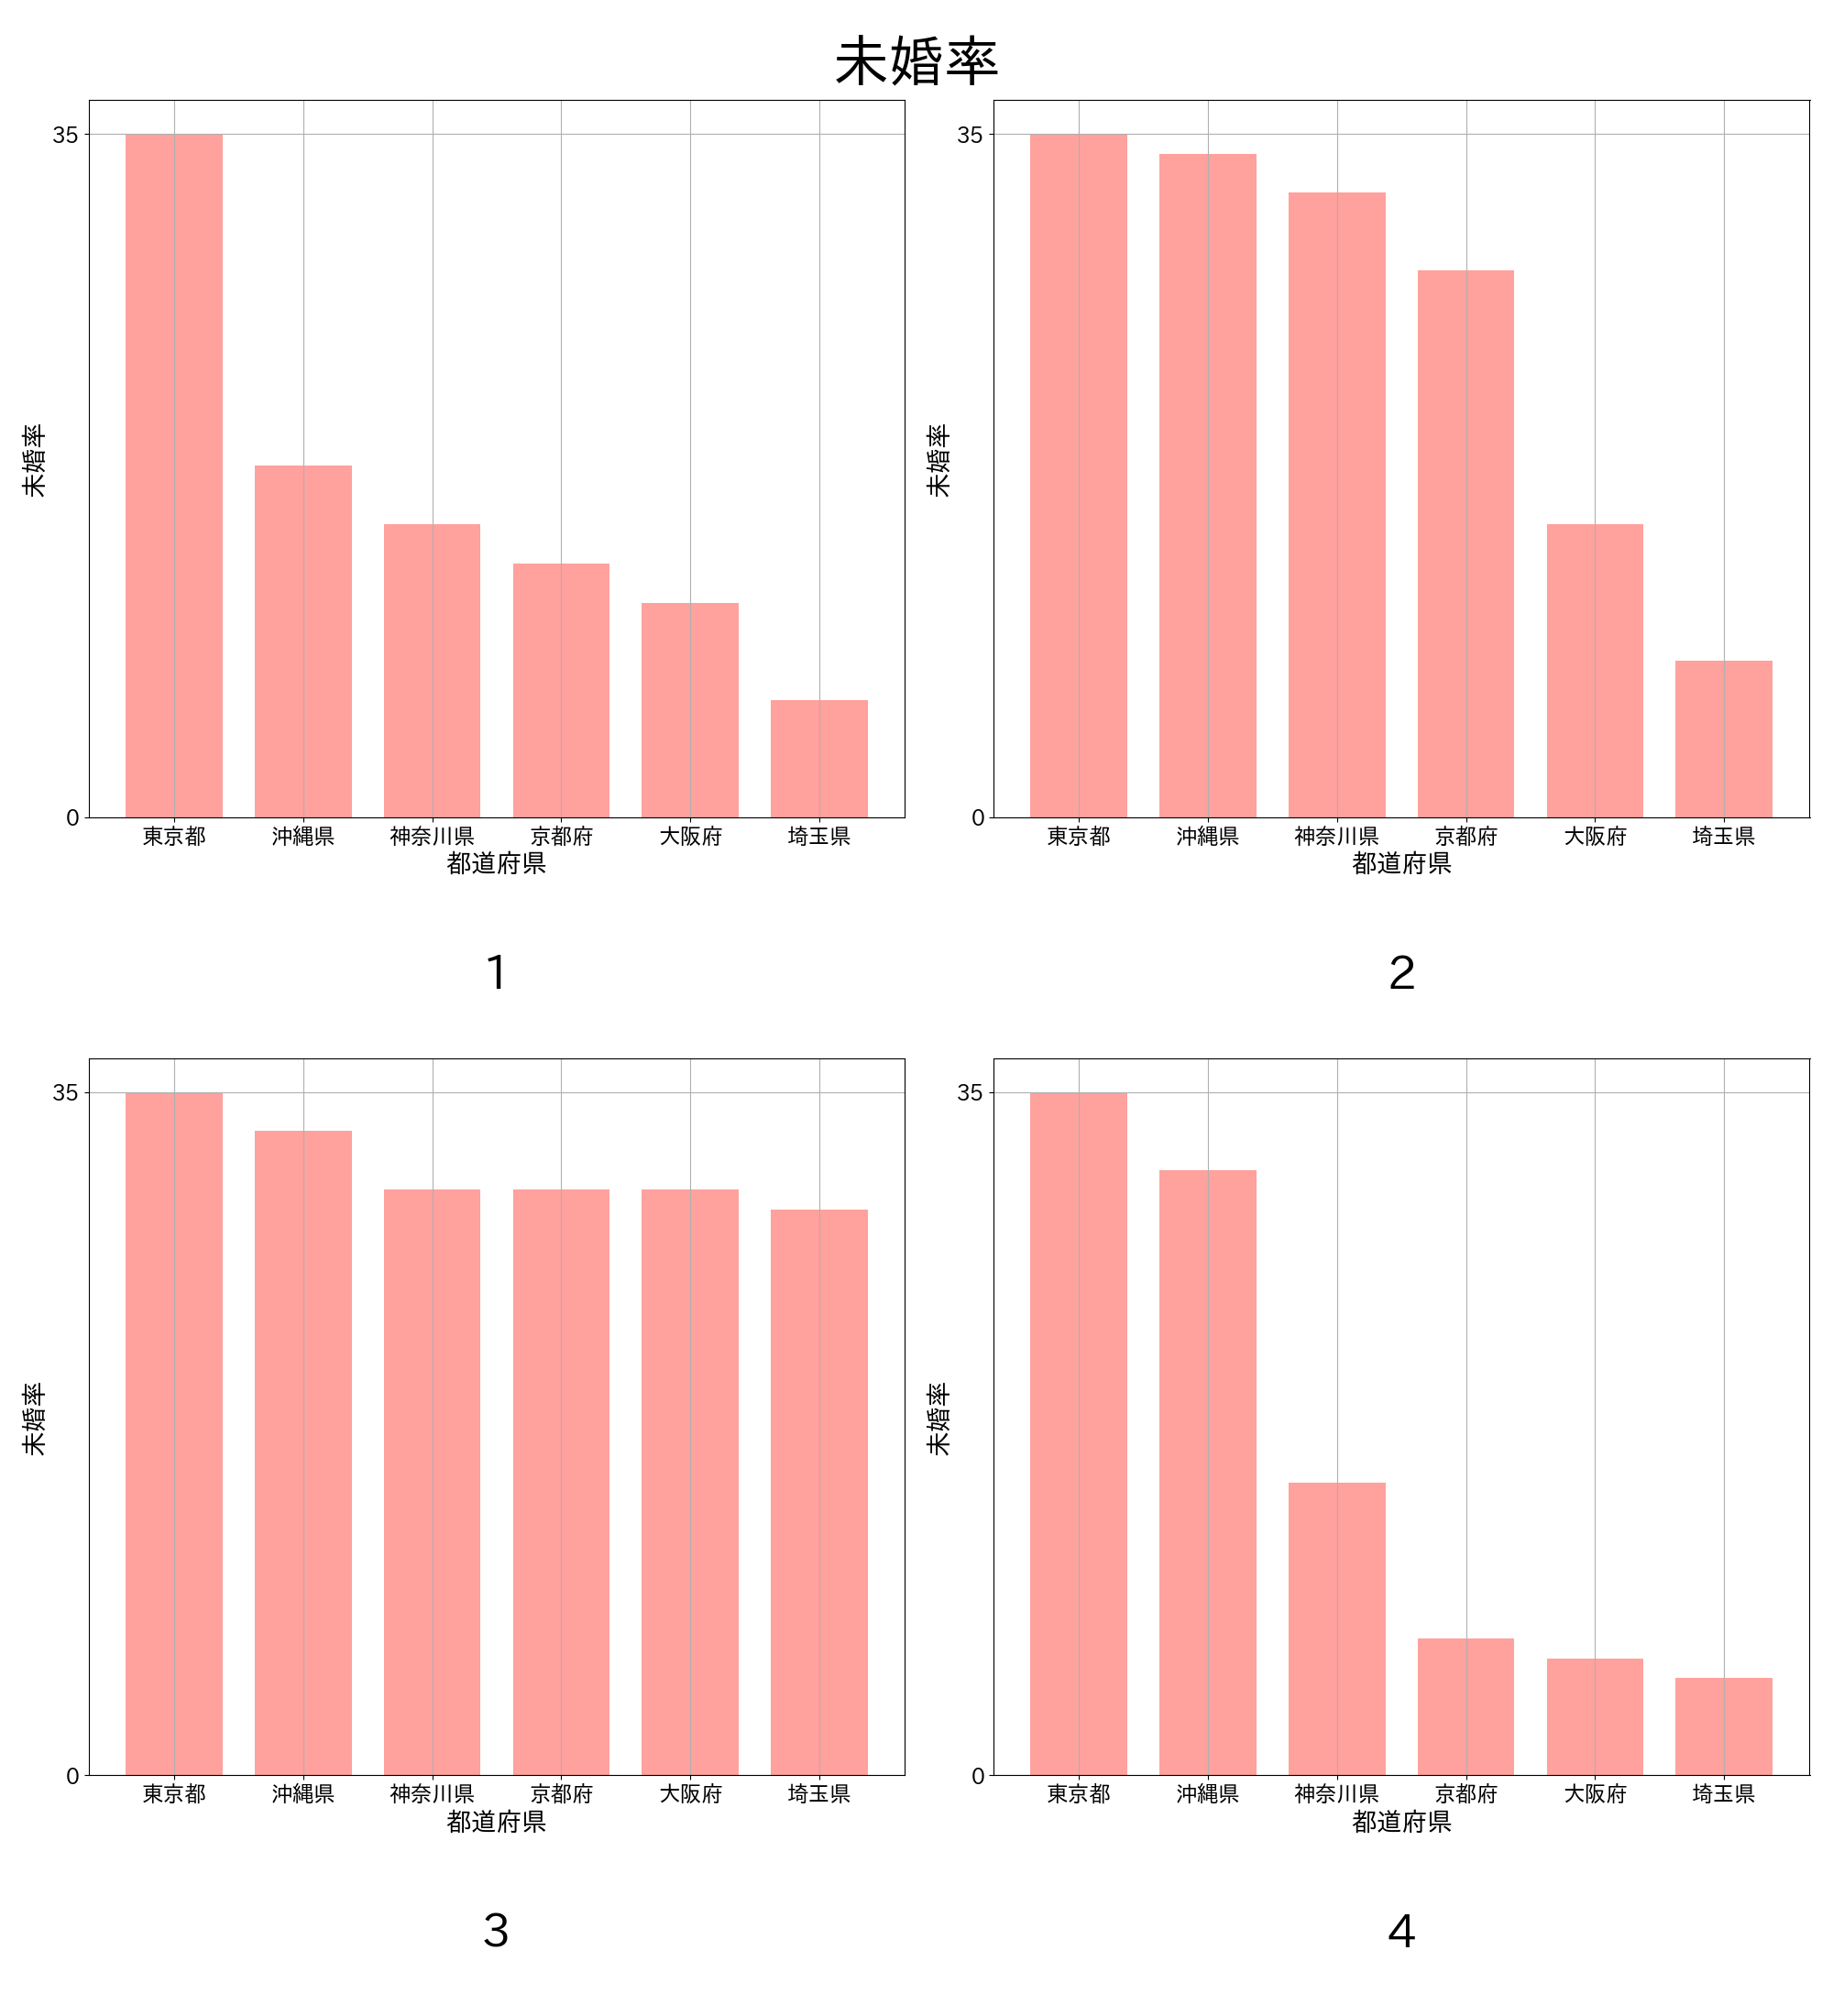 未婚率
35
0
未婚率
東京都 沖縄県 神奈川県 京都府 大阪府 埼玉県
都道府県
1
35
0
未婚率
東京都 沖縄県 神奈川県 京都府 大阪府 埼玉県
都道府県
2
35
0
未婚率
東京都 沖縄県 神奈川県 京都府 大阪府 埼玉県
都道府県
3
35
0
未婚率
東京都 沖縄県 神奈川県 京都府 大阪府 埼玉県
都道府県
4